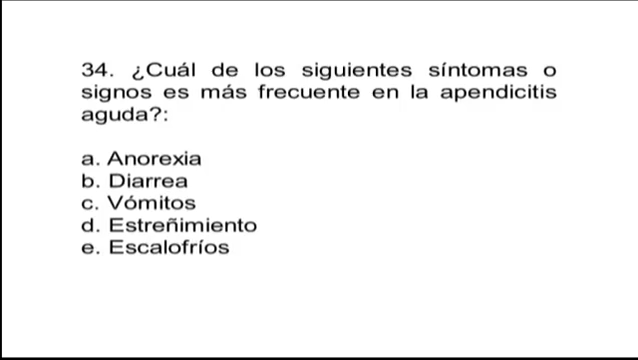 34. ¿Cuál de los siguientes síntomas o
signos es más frecuente en la apendicitis
aguda?:
a. Anorexia
b. Diarrea
c. Vómitos
d. Estreñimiento
e. Escalofríos